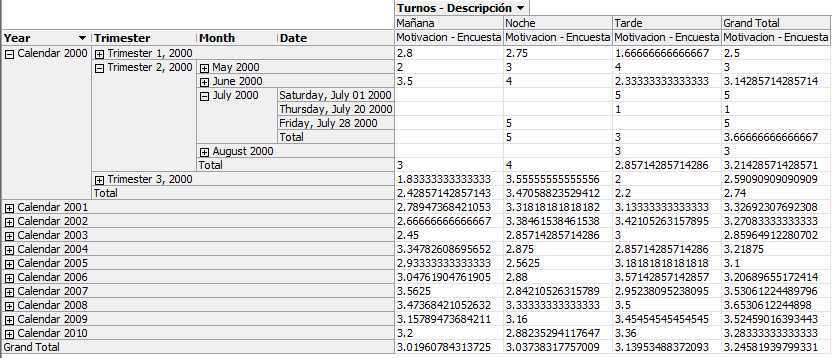 Turnos - Descripción
Mañana Noche Tarde Grand Total
Year Trimester Month Date Motivacion - Encuesta Motivacion - Encuesta Motivacion - Encuesta Motivacion - Encuesta
Calendar 2000 Trimester 1, 2000 2.8 2.75 1.66666666666667 2.5
Trimester 2, 2000 May 2000 2 3 4 3
June 2000 3.5 4 2.33333333333333 3.14285714285714
July 2000 Saturday, July 01 2000 5 5
Thursday, July 20 2000 1 1
Friday, July 28 2000 5 5
Total 5 3 3.66666666666667
August 2000 3 3
Total 3 4 2.85714285714286 3.21428571428571
Trimester 3, 2000 1.83333333333333 3.55555555555556 2 2.59090909090909
Total 2.42857142857143 3.47058823529412 2.2 2.74
Calendar 2001 2.78947368421053 3.31818181818182 3.13333333333333 3.32692307692308
Calendar 2002 2.66666666666667 3.38461538461538 3.42105263157895 3.27083333333333
Calendar 2003 2.45 2.85714285714286 3 2.85964912280702
Calendar 2004 3.34782608695652 2.875 2.85714285714286 3.21875
Calendar 2005 2.93333333333333 2.5625 3.18181818181818 3.1
Calendar 2006 3.04761904761905 2.88 3.57142857142857 3.20689655172414
Calendar 2007 3.5625 2.84210526315789 2.95238095238095 3.53061224489796
Calendar 2008 3.47368421052632 3.33333333333333 3.5 3.6530612244898
Calendar 2009 3.15789473684211 3.16 3.45454545454545 3.52459016393443
Calendar 2010 3.2 2.88235294117647 3.36 3.28333333333333
Grand Total 3.01960784313725 3.03738317757009 3.13953488372093 3.24581939799331